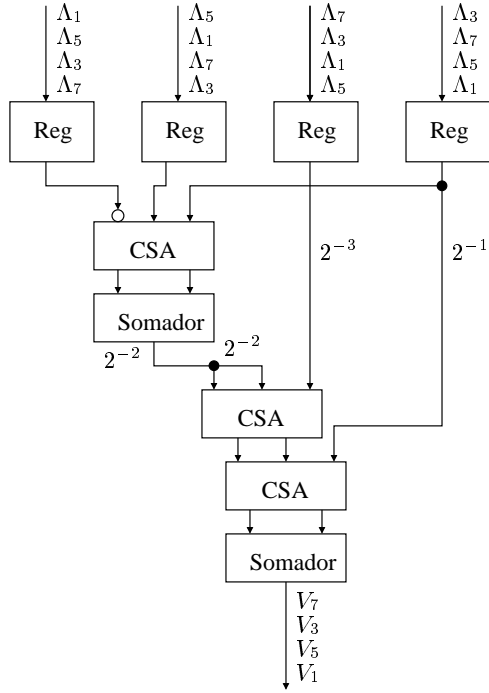 Λ₁ Λ₅ Λ₇ Λ₃
Λ₅ Λ₁ Λ₃ Λ₇
Λ₃ Λ₇ Λ₁ Λ₅
Λ₇ Λ₃ Λ₅ Λ₁
Reg Reg Reg Reg
CSA
2⁻³ 2⁻¹
Somador
2⁻² 2⁻²
CSA
CSA
Somador
V₇
V₃
V₅
V₁